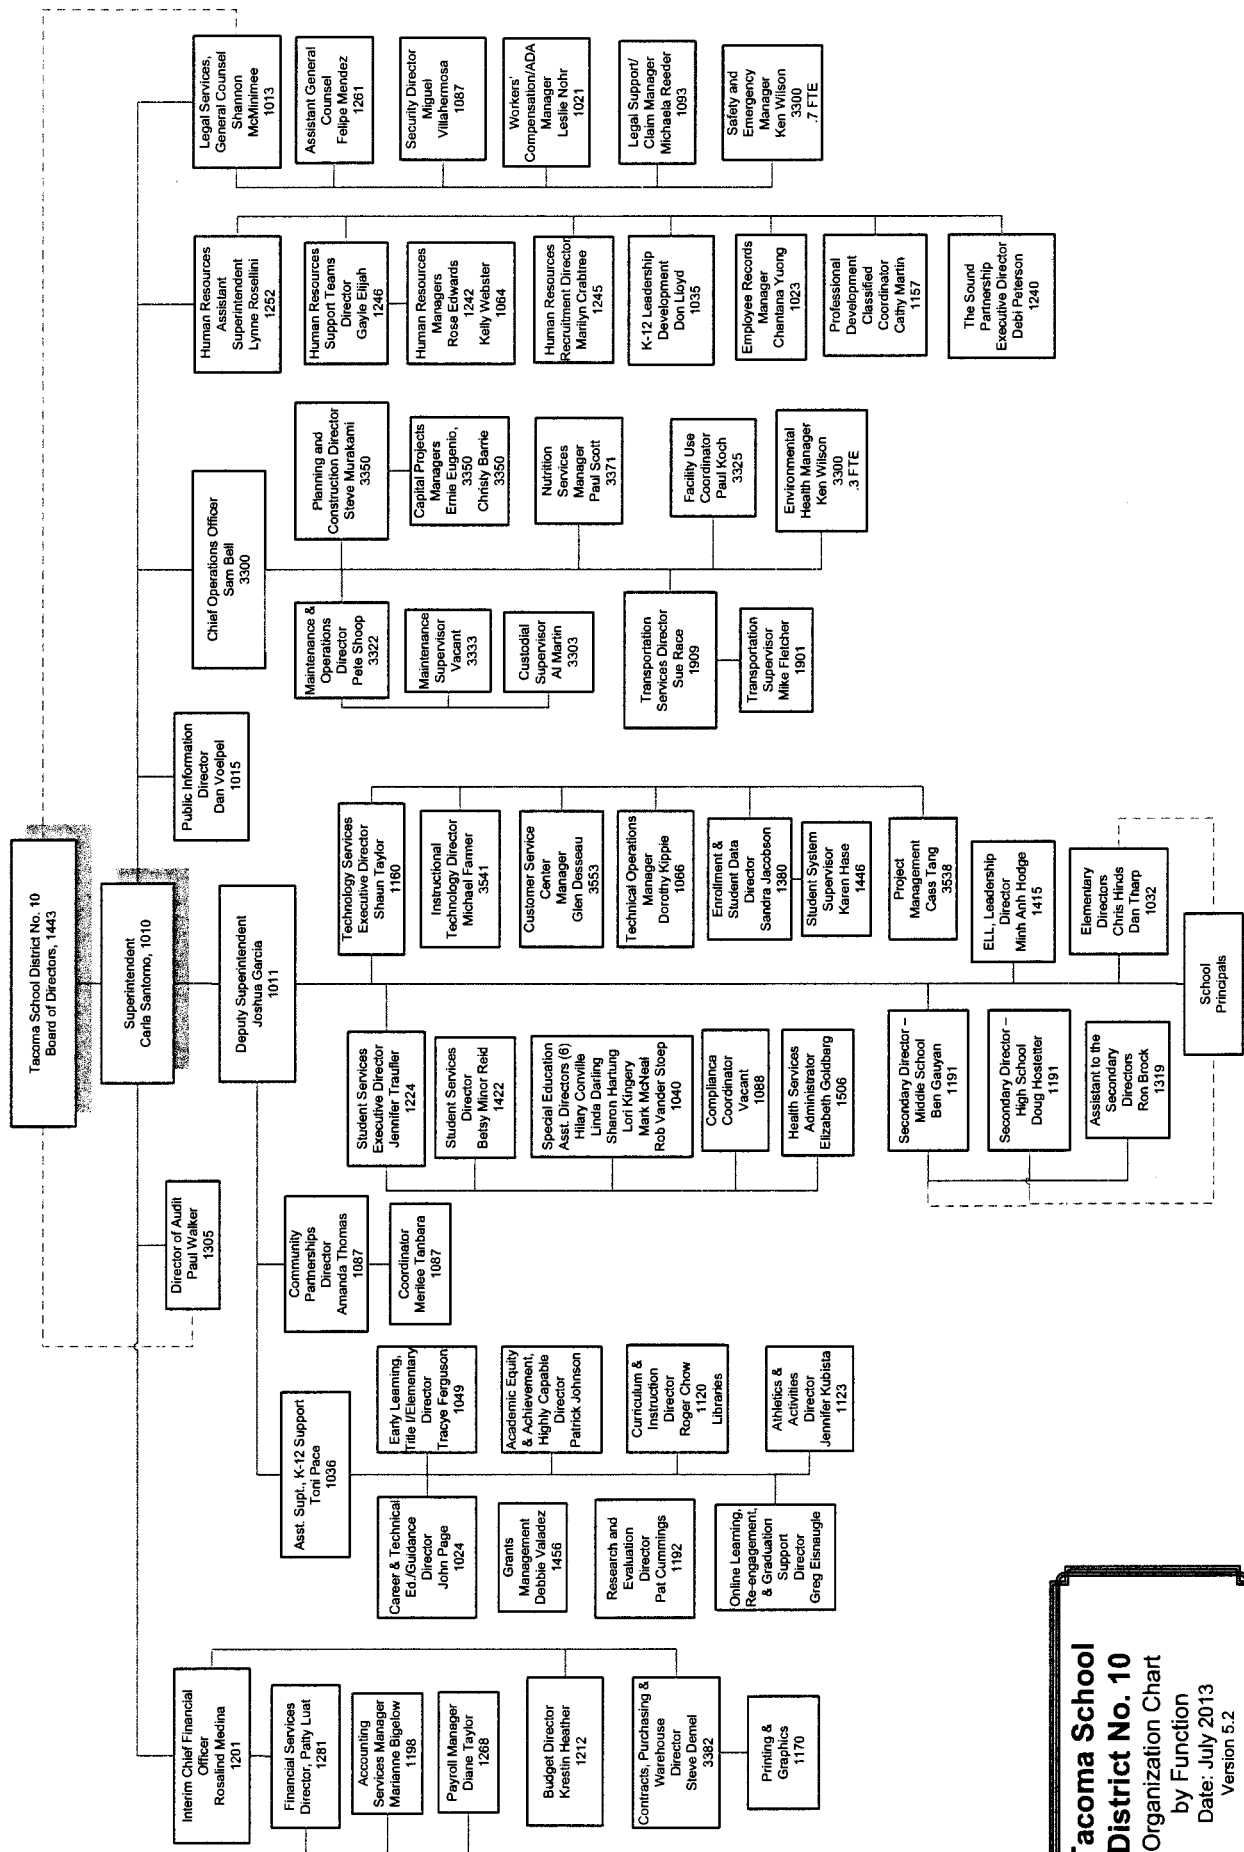 Tacoma School District No. 10
Board of Directors, 1443
Superintendent
Carla Santorno, 1010
Deputy Superintendent
Joshua Garcia
1011
Director of Audit
Paul Walker
1305
Public Information
Director
Dan Voelpel
1015
Interim Chief Financial
Officer
Rosalind Medina
1201
Financial Services
Director, Patty Luat
1281
Accounting
Services Manager
Marianne Bigelow
1198
Payroll Manager
Diane Taylor
1268
Budget Director
Krestin Heather
1212
Contracts, Purchasing &
Warehouse
Director
Steve Demel
3382
Printing &
Graphics
1170
Asst. Supt., K-12 Support
Toni Pace
1036
Career & Technical
Ed./Guidance
Director
John Page
1024
Grants
Management
Debbie Valadez
1456
Research and
Evaluation
Director
Pat Cummings
1192
Online Learning,
Re-engagement,
& Graduation
Support
Director
Greg Eisnaugle
Early Learning,
Title I/Elementary
Director
Tracye Ferguson
1049
Academic Equity
& Achievement,
Highly Capable
Director
Patrick Johnson
Curriculum &
Instruction
Director
Roger Chow
1120
Libraries
Athletics &
Activities
Director
Jennifer Kubista
1123
Community
Partnerships
Director
Amanda Thomas
1087
Coordinator
Merilee Tanbara
1087
Student Services
Executive Director
Jennifer Traufler
1224
Student Services
Director
Betsy Minor Reid
1422
Special Education
Asst. Directors (6)
Hilary Conville
Linda Darling
Sharon Hartung
Lori Kingery
Mark McNeal
Rob Vander Stoep
1040
Compliance
Coordinator
Vacant
1088
Health Services
Administrator
Elizabeth Goldbarg
1506
Secondary Director –
Middle School
Ben Gauyan
1191
Secondary Director –
High School
Doug Hostetter
1191
Assistant to the
Secondary
Directors
Ron Brock
1319
Technology Services
Executive Director
Shaun Taylor
1160
Instructional
Technology Director
Michael Farmer
3541
Customer Service
Center
Manager
Glen Desseau
3553
Technical Operations
Manager
Dorothy Kippie
1066
Enrollment &
Student Data
Director
Sandra Jacobson
1380
Student System
Supervisor
Karen Hase
1446
Project
Management
Cass Tang
3538
ELL, Leadership
Director
Minh Anh Hodge
1415
Elementary
Directors
Chris Hinds
Dan Tharp
1032
School
Principals
Chief Operations Officer
Sam Bell
3300
Maintenance &
Operations
Director
Pete Shoop
3322
Maintenance
Supervisor
Vacant
3333
Custodial
Supervisor
Al Martin
3303
Transportation
Services Director
Sue Race
1909
Transportation
Supervisor
Mike Fletcher
1901
Planning and
Construction Director
Steve Murakami
3350
Capital Projects
Managers
Ernie Eugenio,
3350
Christy Barrie
3350
Nutrition
Services
Manager
Paul Scott
3371
Facility Use
Coordinator
Paul Koch
3325
Environmental
Health Manager
Ken Wilson
3300
.3 FTE
Human Resources
Assistant
Superintendent
Lynne Rosellini
1252
Human Resources
Support Teams
Director
Gayle Elijah
1246
Human Resources
Managers
Rose Edwards
1242
Kelly Webster
1064
Human Resources
Recruitment Director
Marilyn Crabtree
1245
K-12 Leadership
Development
Don Lloyd
1035
Employee Records
Manager
Chantana Yuong
1023
Professional
Development
Classified
Coordinator
Cathy Martin
1157
The Sound
Partnership
Executive Director
Debi Peterson
1240
Legal Services,
General Counsel
Shannon
McMinimee
1013
Assistant General
Counsel
Felipe Mendez
1261
Security Director
Miguel
Villahermosa
1087
Workers'
Compensation/ADA
Manager
Leslie Nohr
1021
Legal Support/
Claim Manager
Michaela Reeder
1093
Safety and
Emergency
Manager
Ken Wilson
3300
.7 FTE
Tacoma School
District No. 10
Organization Chart
by Function
Date: July 2013
Version 5.2